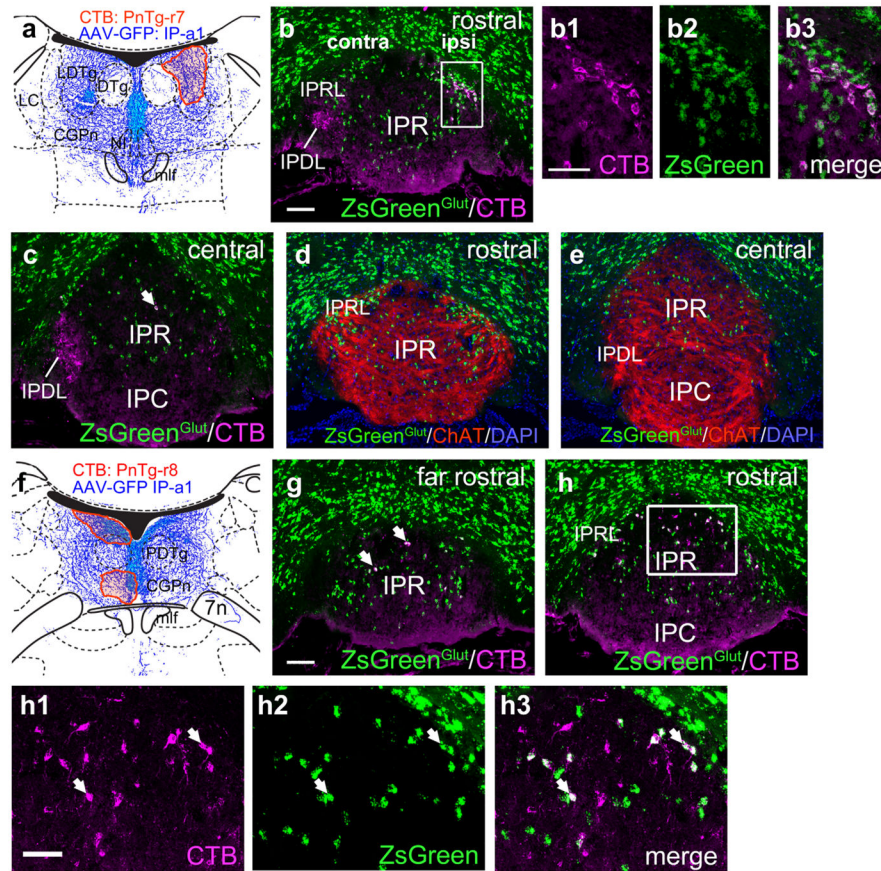 a
CTB: PnTg-r7
AAV-GFP: IP-a1
LDTg
DTg
LC
CGPn
NI
mlf
b
rostral
contra
ipsi
IPRL
IPR
IPDL
ZsGreenGlut/CTB
b1
CTB
b2
ZsGreen
b3
merge
c
central
IPR
IPDL
IPC
ZsGreenGlut/CTB
d
rostral
IPRL
IPR
ZsGreenGlut/ChAT/DAPI
e
central
IPR
IPDL
IPC
ZsGreenGlut/ChAT/DAPI
f
CTB: PnTg-r8
AAV-GFP IP-a1
PDTg
CGPn
7n
mlf
g
far rostral
IPR
ZsGreenGlut/CTB
h
rostral
IPRL
IPR
IPC
ZsGreenGlut/CTB
h1
CTB
h2
ZsGreen
h3
merge